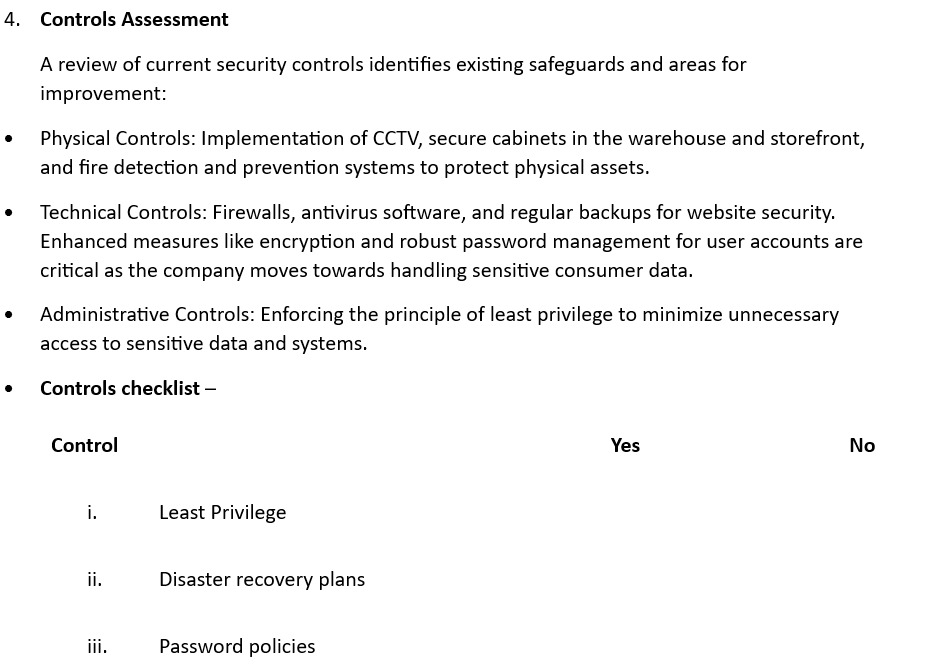 4. Controls Assessment
A review of current security controls identifies existing safeguards and areas for
improvement:
• Physical Controls: Implementation of CCTV, secure cabinets in the warehouse and storefront,
and fire detection and prevention systems to protect physical assets.
• Technical Controls: Firewalls, antivirus software, and regular backups for website security.
Enhanced measures like encryption and robust password management for user accounts are
critical as the company moves towards handling sensitive consumer data.
• Administrative Controls: Enforcing the principle of least privilege to minimize unnecessary
access to sensitive data and systems.
• Controls checklist –
Control Yes No
i. Least Privilege
ii. Disaster recovery plans
iii. Password policies